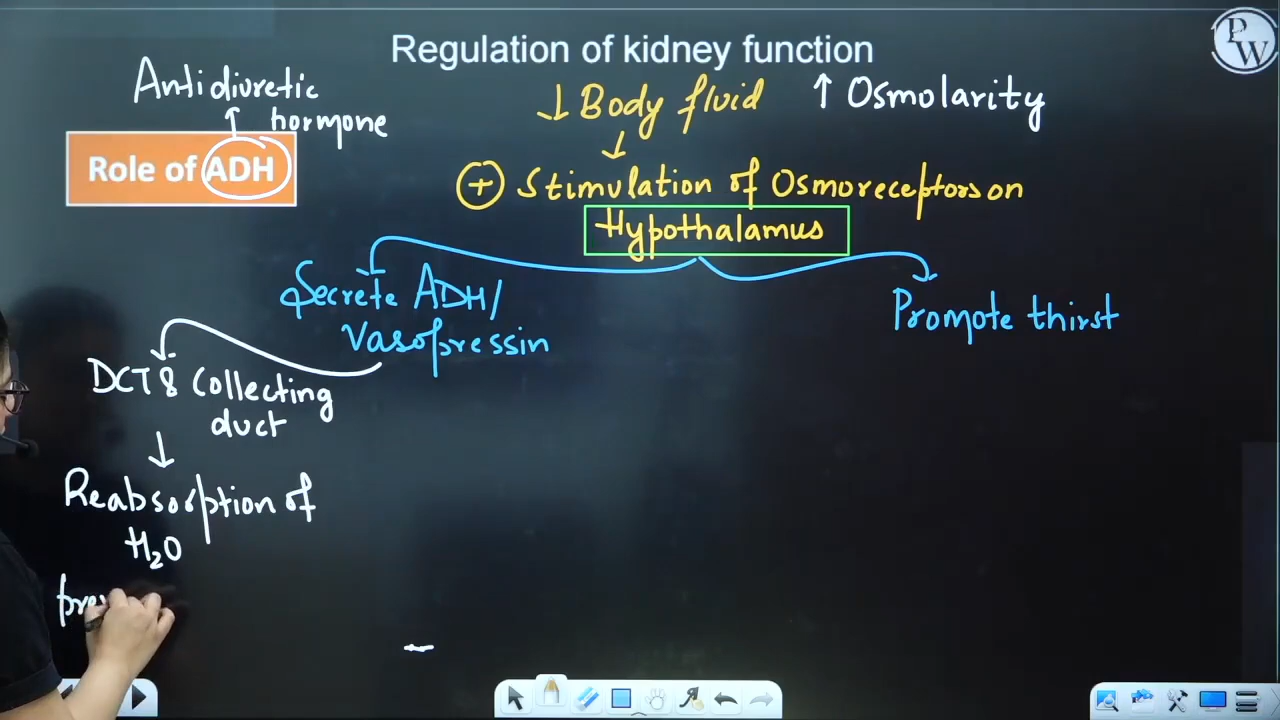 Regulation of kidney function
PW
Antidiuretic
hormone
Role of ADH
↓ Body fluid ↑ Osmolarity
↓
+ Stimulation of Osmoreceptors on
Hypothalamus
Secrete ADH/
Vasopressin
Promote thirst
DCT & Collecting
duct
↓
Reabsorption of
H₂O